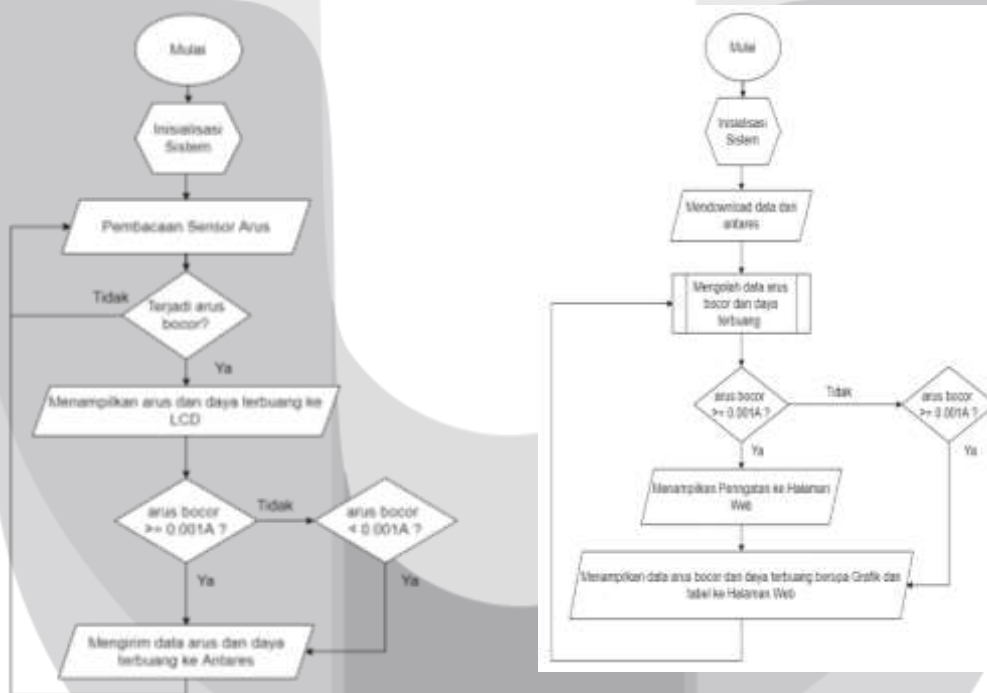 Mulai
Inisialisasi
Sistem
Pembacaan Sensor Arus
Tidak
Terjadi arus
bocor?
Ya
Menampilkan arus dan daya terbuang ke
LCD
arus bocor
>= 0.001A ?
Tidak
arus bocor
< 0.001A ?
Ya
Ya
Mengirim data arus dan daya
terbuang ke Antares
Mulai
Inisialisasi
Sistem
Mendownload data dari
antares
Mengolah data arus
bocor dan daya
terbuang
arus bocor
>= 0.001A ?
Tidak
arus bocor
>= 0.001A ?
Ya
Ya
Menampilkan Peringatan ke Halaman
Web
Menampilkan data arus bocor dan daya terbuang berupa Grafik dan
tabel ke Halaman Web